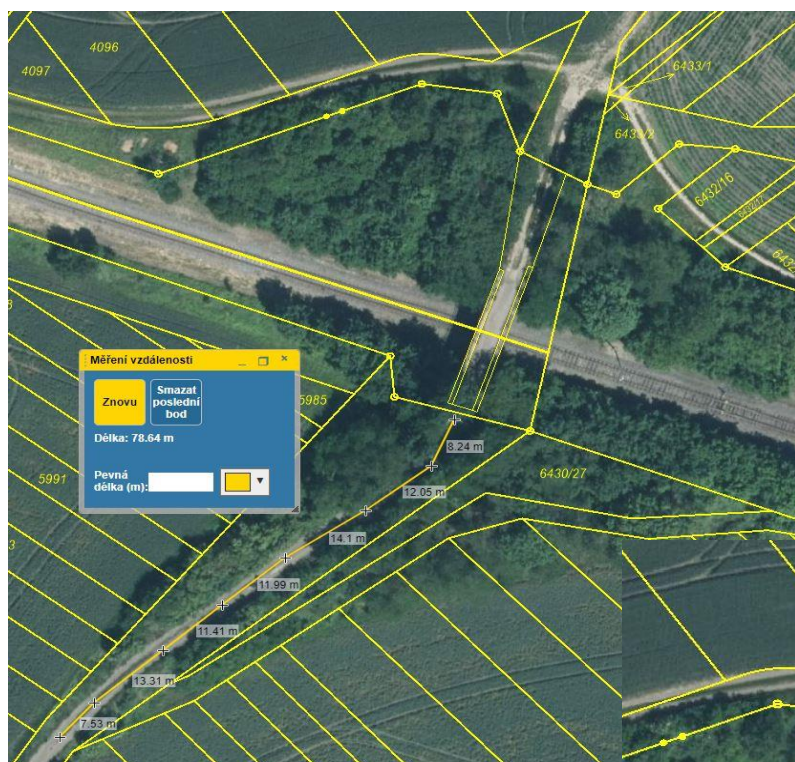 4096
4097
6433/1
6433/2
6432/16
Měření vzdálenosti
Znovu
Smazat
poslední
bod
Délka: 78.64 m
Pevná
délka (m):
5985
5991
3
8.24 m
6430/27
12.05 m
14.1 m
11.99 m
11.41 m
13.31 m
7.53 m